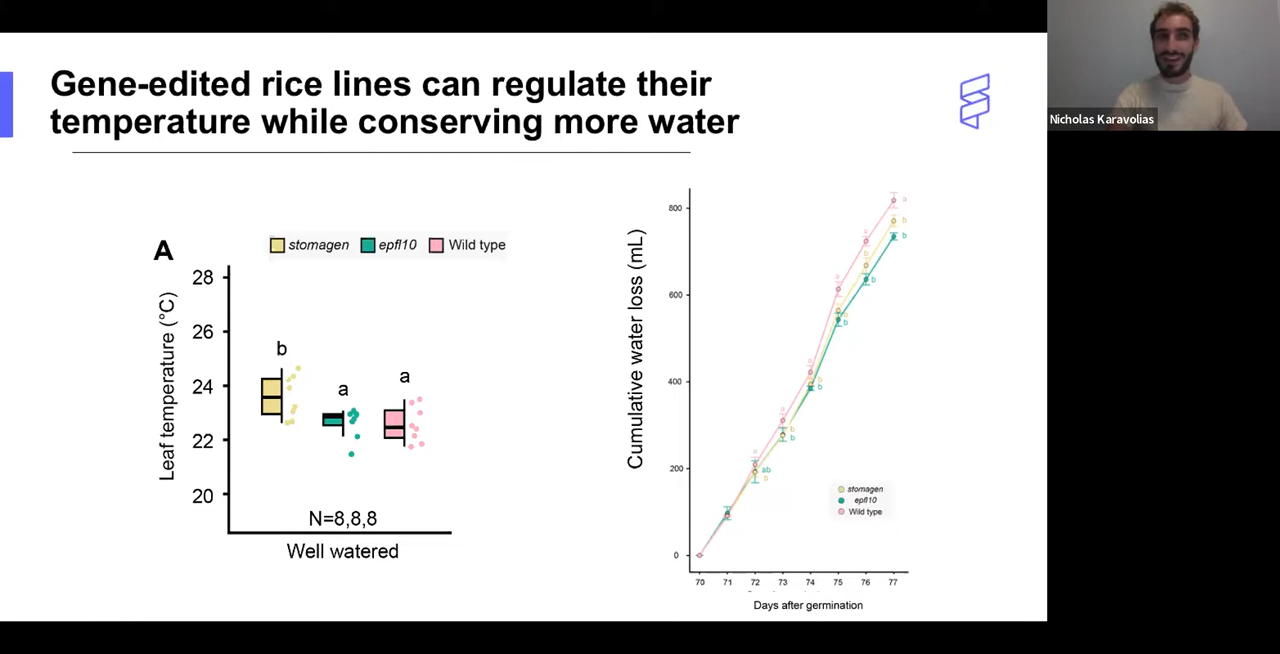 Gene-edited rice lines can regulate their
temperature while conserving more water
Nicholas Karavolias
A
stomagen epfl10 Wild type
Leaf temperature (°C)
28
26
24
22
20
b
a
a
N=8,8,8
Well watered
Cumulative water loss (mL)
800
600
400
200
0
a
b
b
a
b
b
a
b
b
a
b
b
a
b
b
a
ab
b
stomagen
epfl10
Wild type
70 71 72 73 74 75 76 77
Days after germination